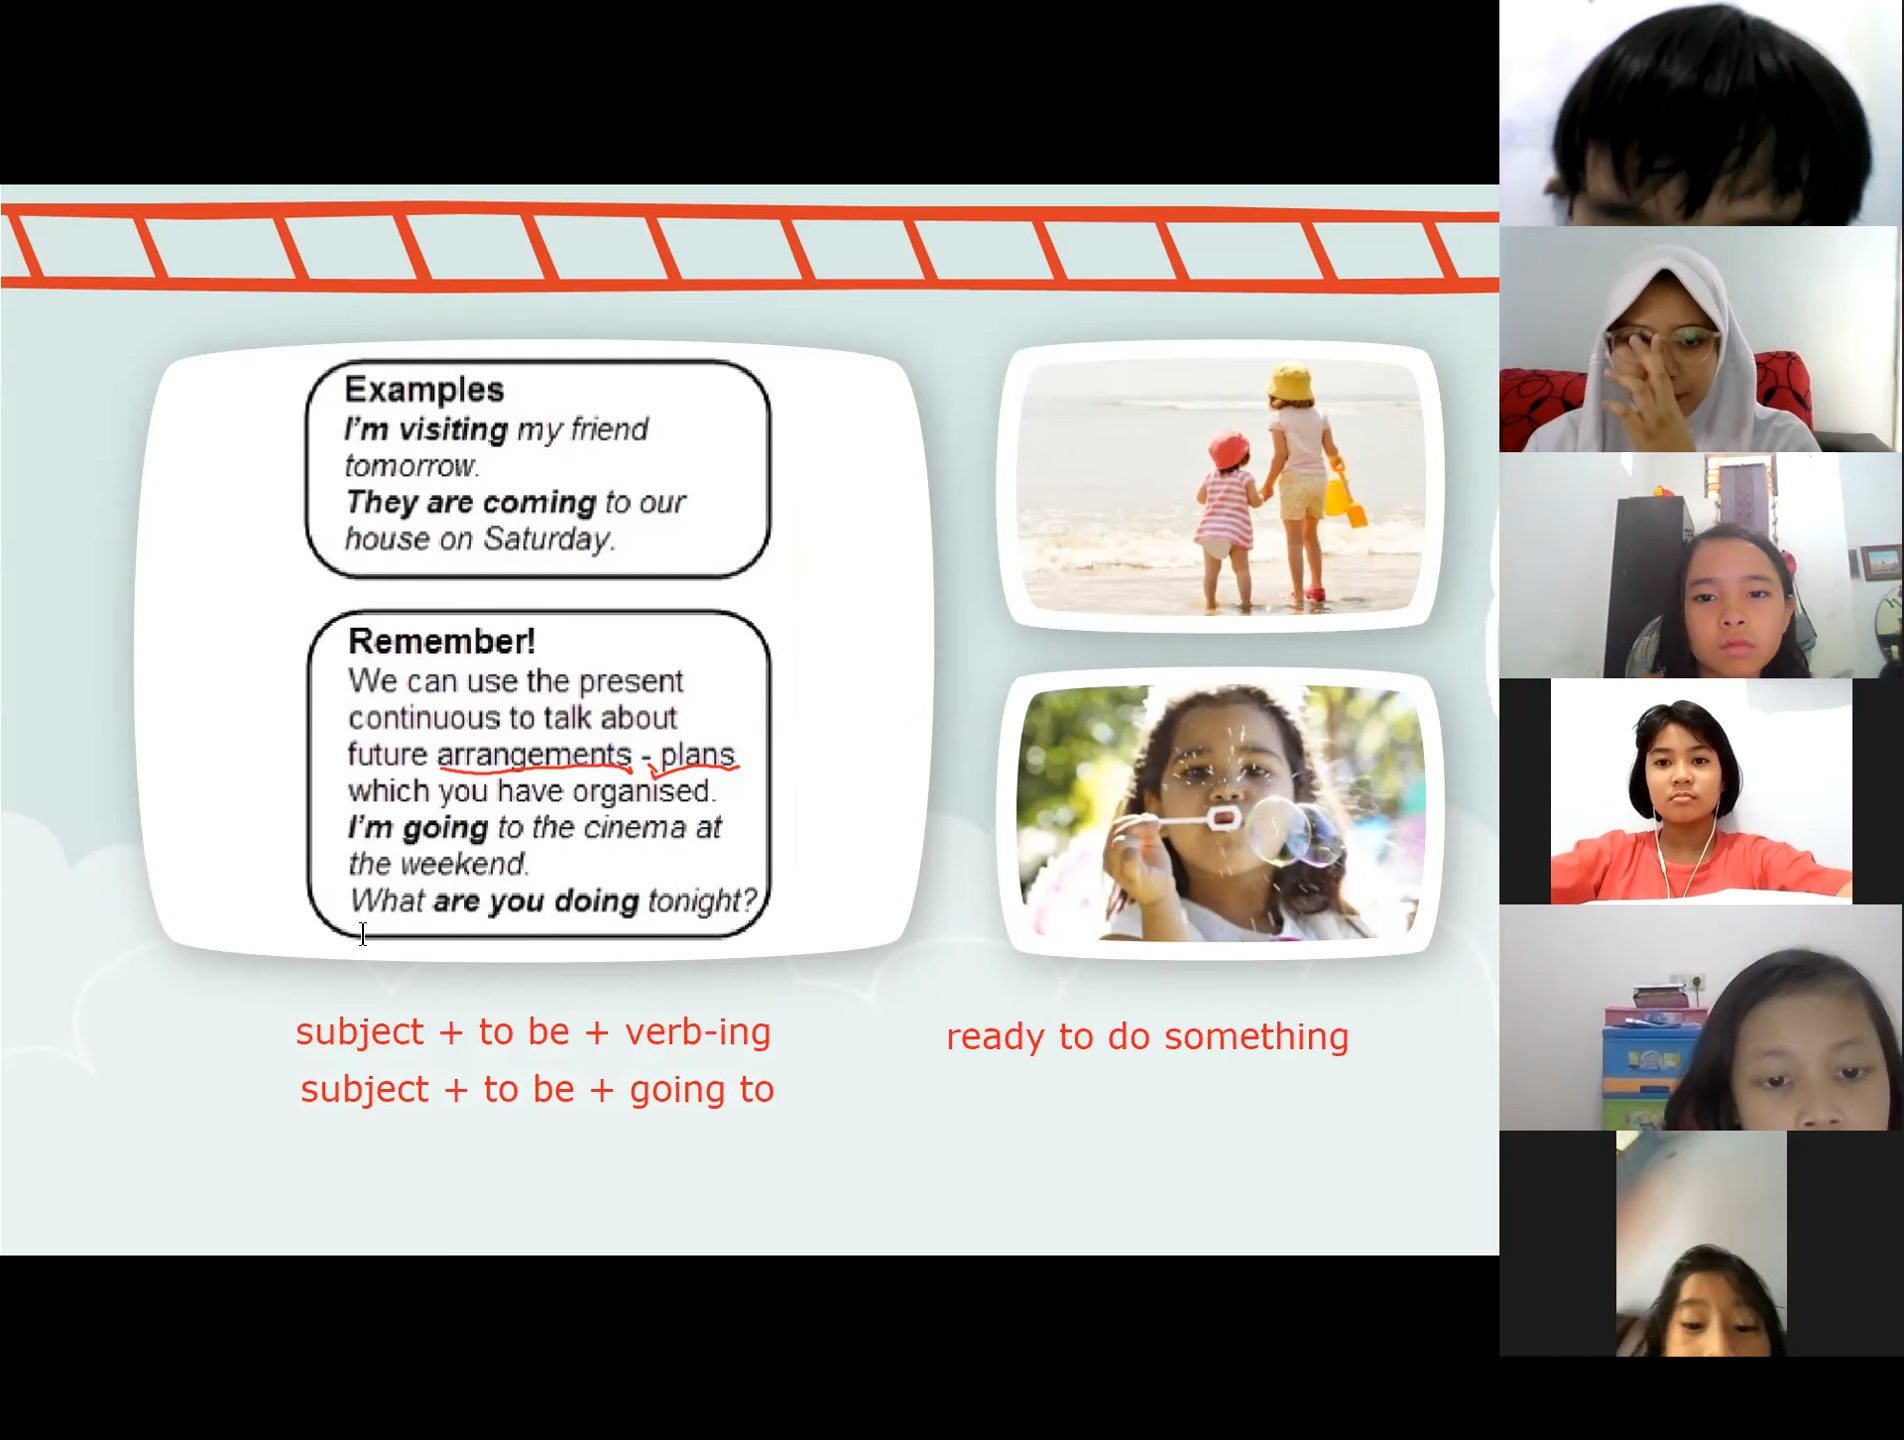 Examples
I'm visiting my friend
tomorrow.
They are coming to our
house on Saturday.
Remember!
We can use the present
continuous to talk about
future arrangements - plans
which you have organised.
I'm going to the cinema at
the weekend.
What are you doing tonight?
subject + to be + verb-ing
subject + to be + going to
ready to do something